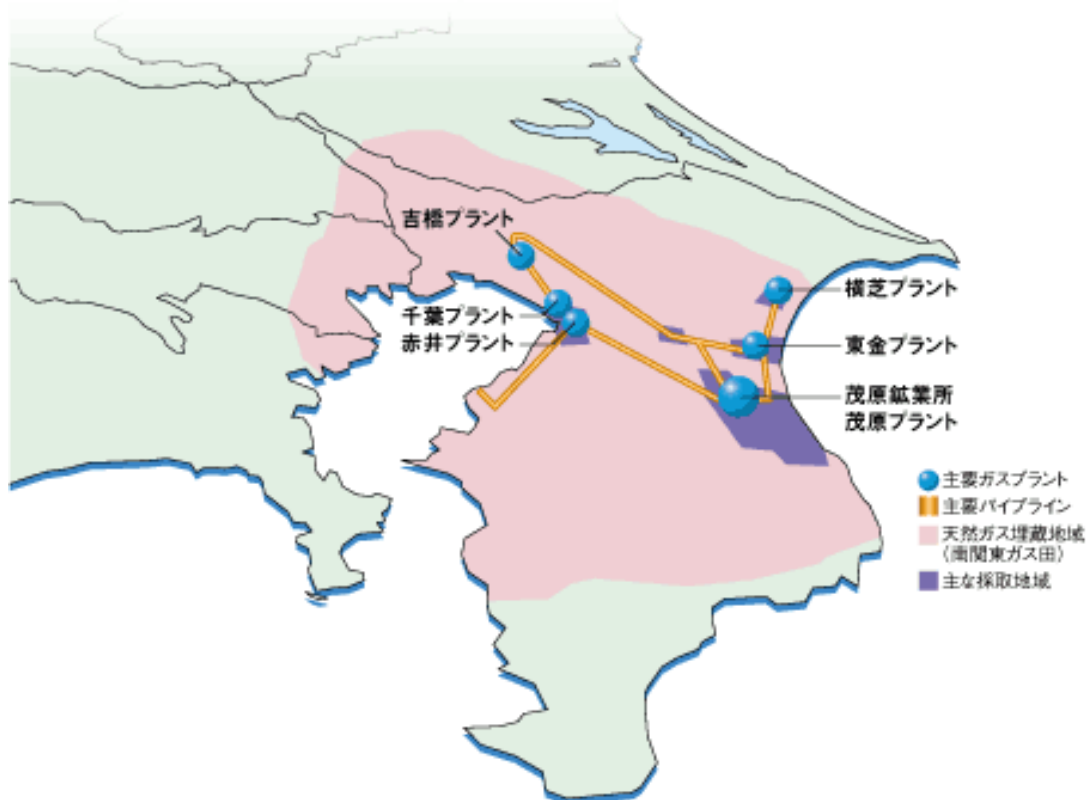 吉橋プラント
千葉プラント
赤井プラント
横芝プラント
東金プラント
茂原鉱業所
茂原プラント
主要ガスプラント
主要パイプライン
天然ガス埋蔵地域
(南関東ガス田)
主な採取地域